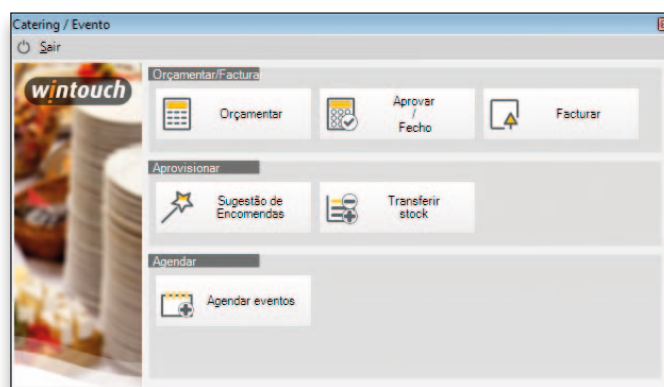 Catering / Evento
Sair
wintouch
Orçamentar/Factura
Orçamentar
Aprovar
/
Fecho
Facturar
Aprovisionar
Sugestão de
Encomendas
Transferir
stock
Agendar
Agendar eventos